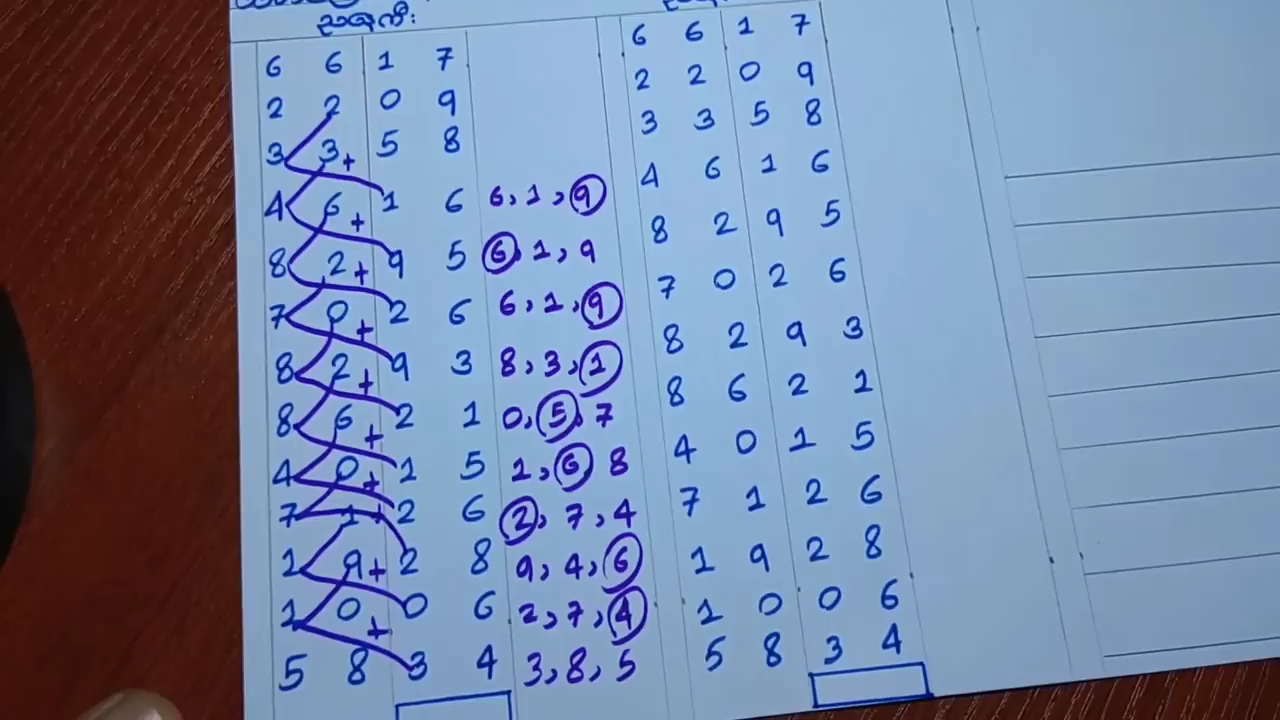 ညနေကီး
6 6 1 7
2 2 0 9
3 3+ 5 8
4 6+ 1 6 6,1,9
8 2+ 9 5 6,1,9
7 0+ 2 6 6,1,9
8 2+ 9 3 8,3,1
8 6+ 2 1 0,5,7
4 0+ 1 5 1,6 8
7 1+ 2 6 2,7,4
1 9+ 2 8 9,4,6
1 0+ 0 6 2,7,4
5 8 3 4 3,8,5
6 6 1 7
2 2 0 9
3 3 5 8
4 6 1 6
8 2 9 5
7 0 2 6
8 2 9 3
8 6 2 1
4 0 1 5
7 1 2 6
1 9 2 8
1 0 0 6
5 8 3 4